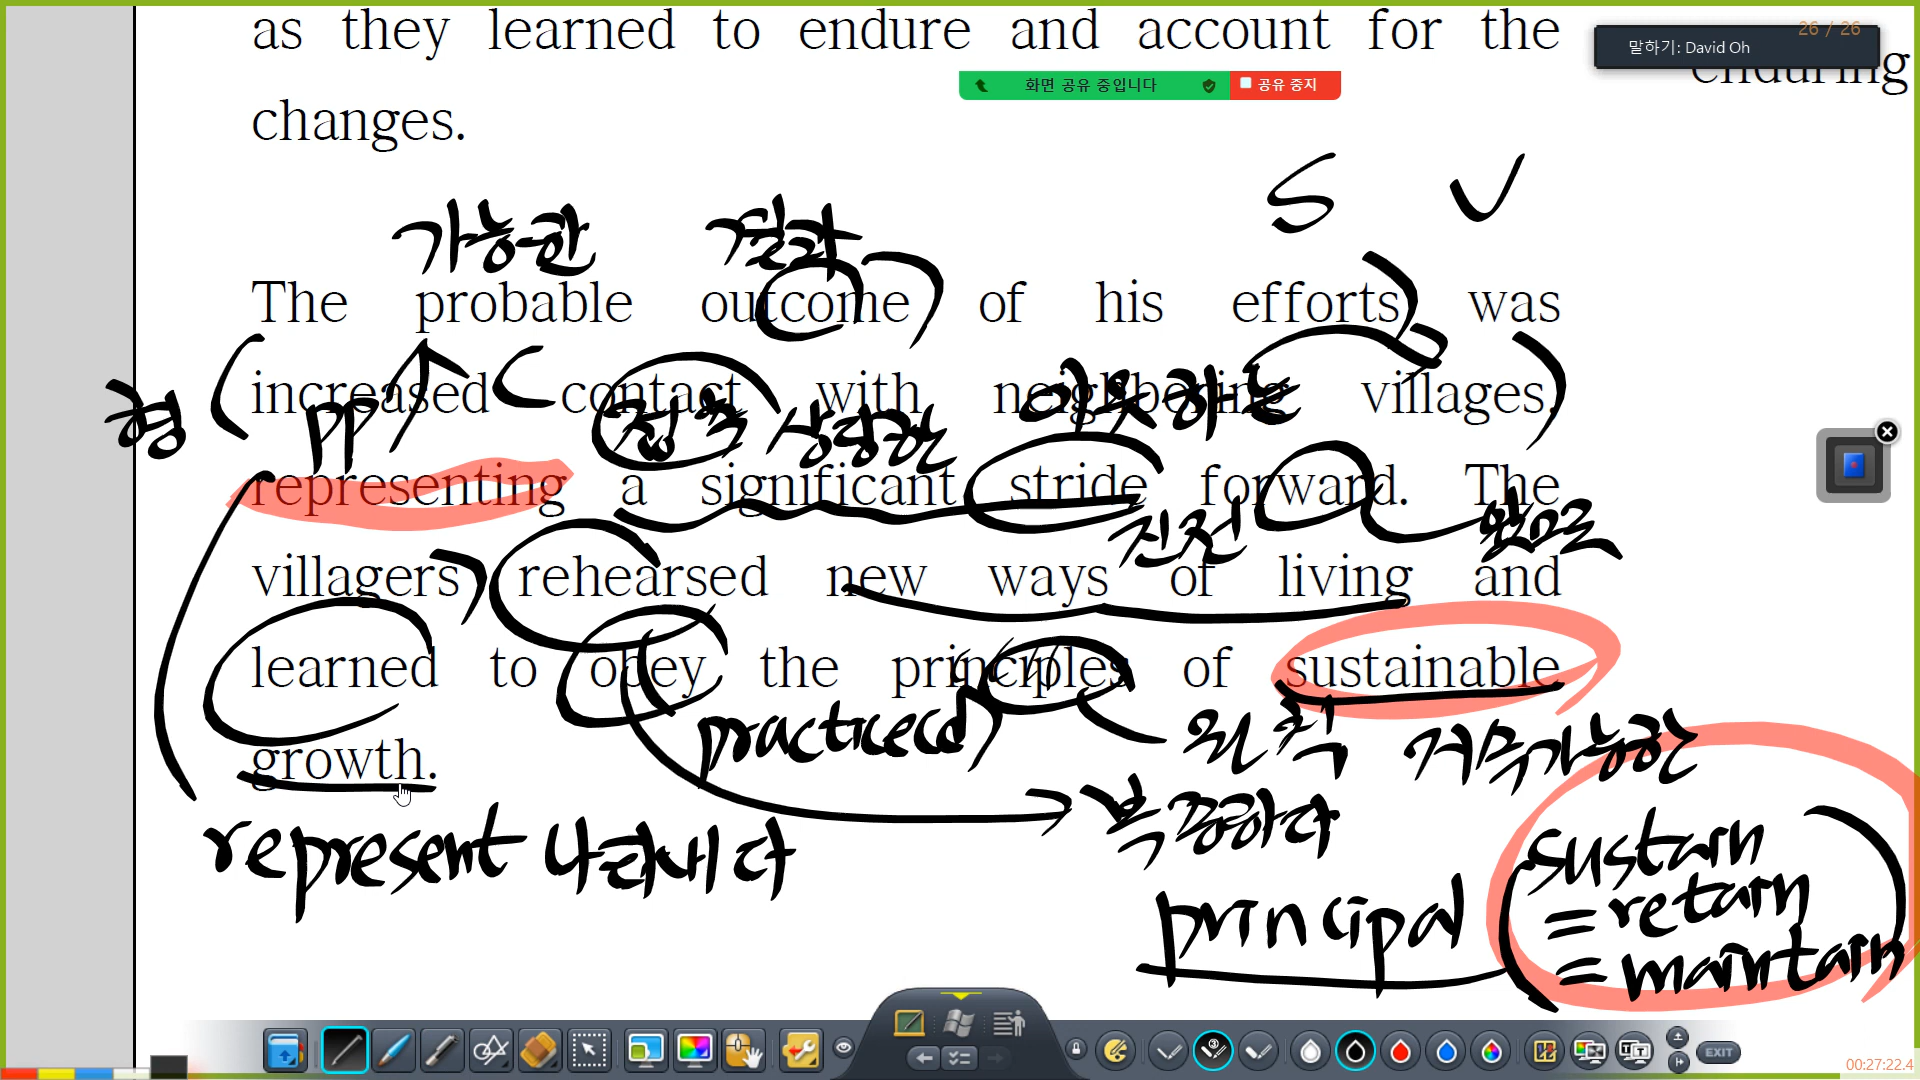 as they learned to endure and account for the
enduring
changes.
26 / 26
말하기: David Oh
화면 공유 중입니다
공유 중지
S V
가능한 결과
The probable outcome of his efforts was
increased contact with neighboring villages,
형 pp 접촉 상당한 이웃하는
representing a significant stride forward. The
진전 앞으로
villagers rehearsed new ways of living and
learned to obey the principles of sustainable
practice(d) 원칙 지속가능한
growth.
복종하다
represent 나타내다
principal
sustain
= retain
= maintain
EXIT
00:27:22.4